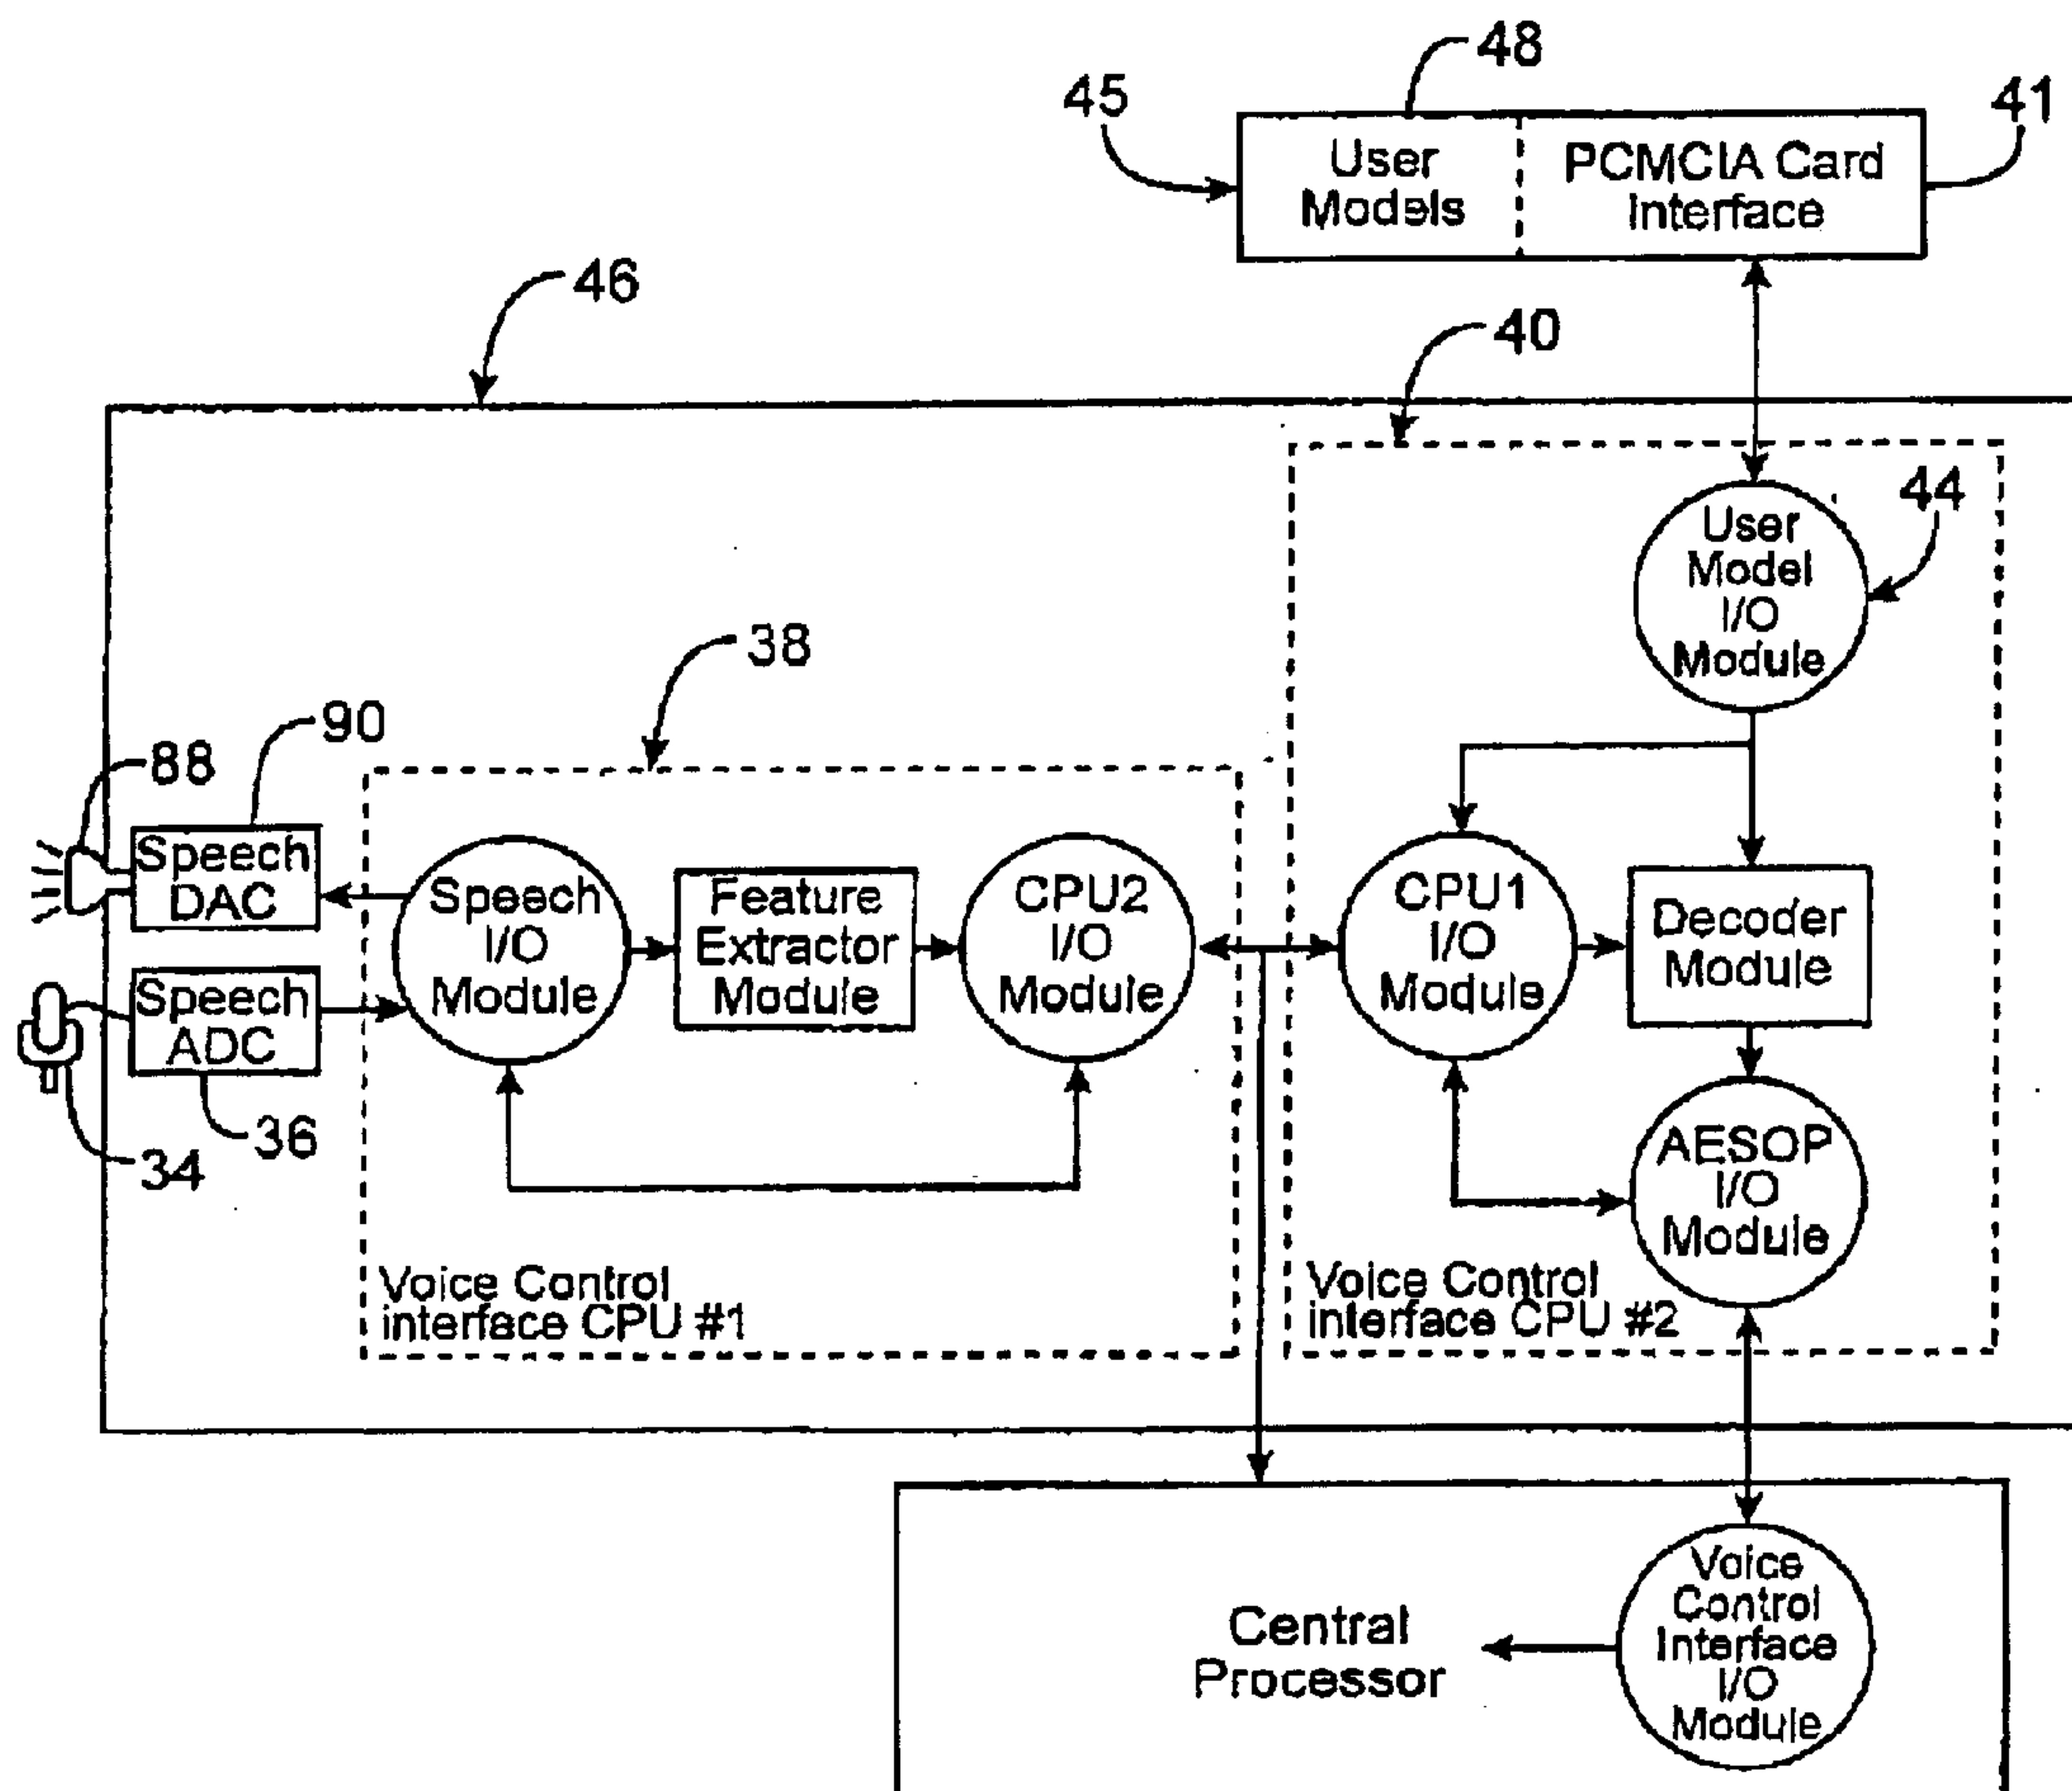 48
45
41
User
Models
PCMCIA Card
Interface
46
40
44
User
Model
I/O
Module
38
90
88
Speech
DAC
Speech
I/O
Module
Feature
Extractor
Module
CPU2
I/O
Module
CPU1
I/O
Module
Decoder
Module
Speech
ADC
36
34
AESOP
I/O
Module
Voice Control
interface CPU #1
Voice Control
interface CPU #2
Central
Processor
Voice
Control
Interface
I/O
Module